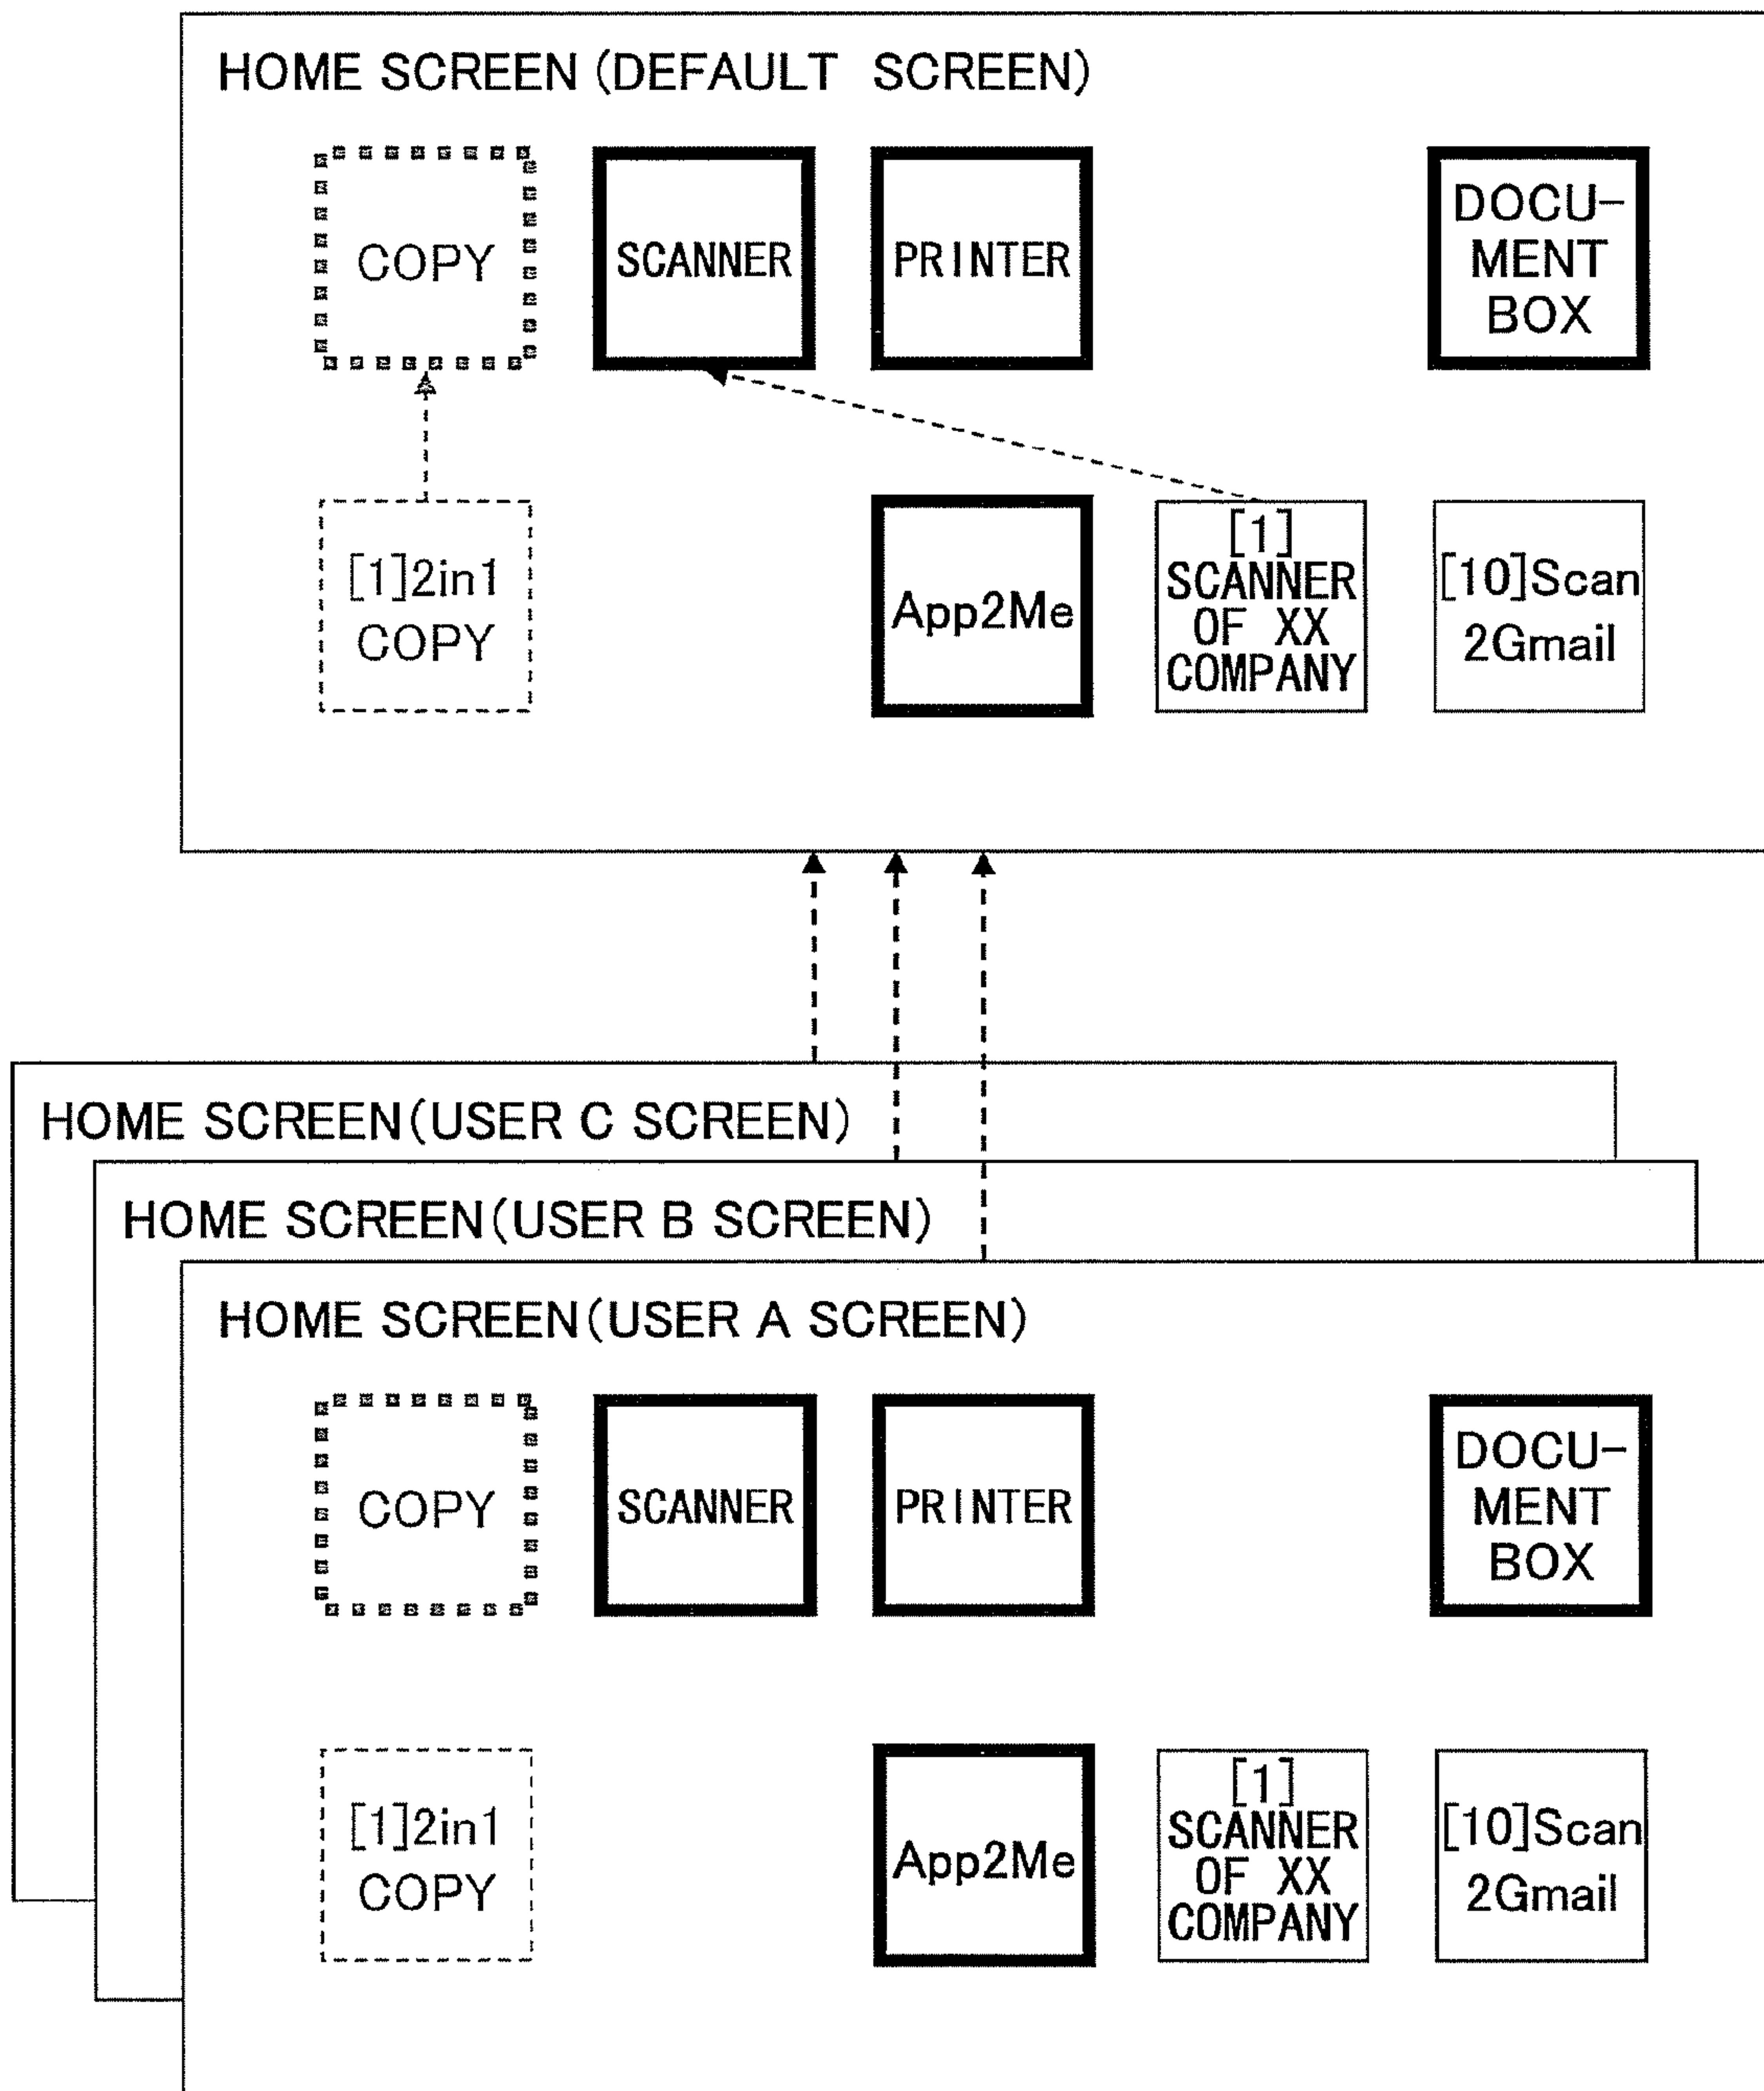 HOME SCREEN (DEFAULT SCREEN)
COPY
SCANNER
PRINTER
DOCU-
MENT
BOX
[1]2in1
COPY
App2Me
[1]
SCANNER
OF XX
COMPANY
[10]Scan
2Gmail
HOME SCREEN(USER C SCREEN)
HOME SCREEN(USER B SCREEN)
HOME SCREEN(USER A SCREEN)
COPY
SCANNER
PRINTER
DOCU-
MENT
BOX
[1]2in1
COPY
App2Me
[1]
SCANNER
OF XX
COMPANY
[10]Scan
2Gmail